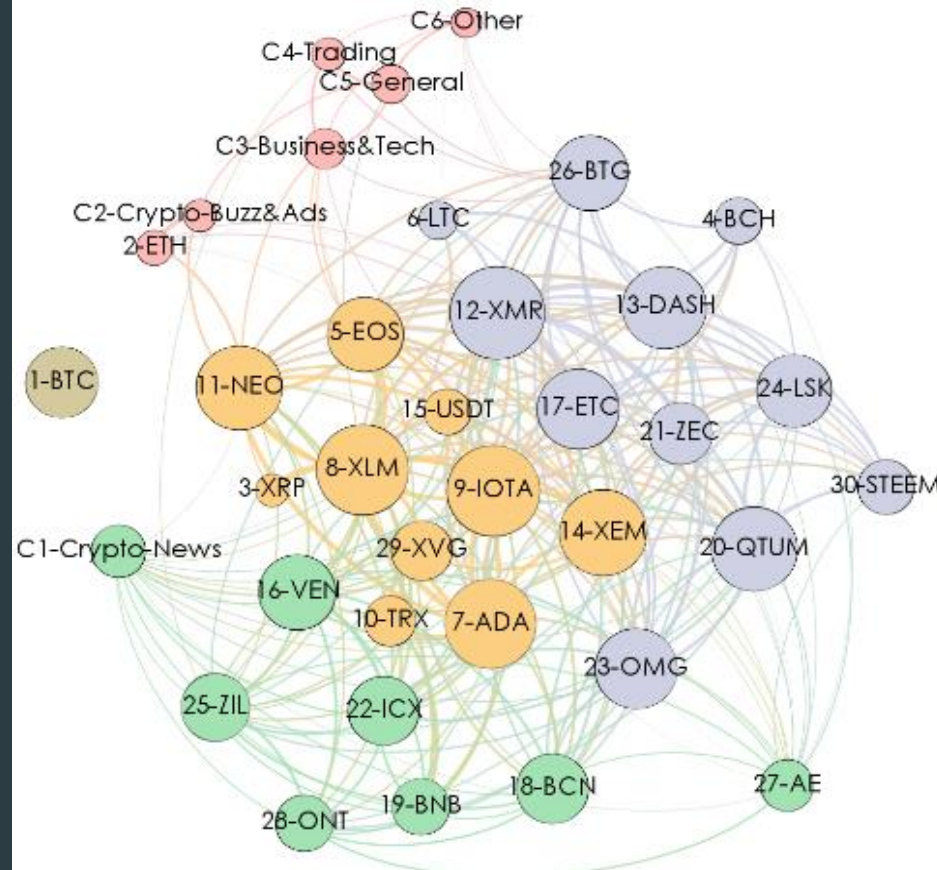 C6-Other
C4-Trading
C5-General
C3-Business&Tech
26-BTG
C2-Crypto-Buzz&Ads
6-LTC
4-BCH
2-ETH
12-XMR
13-DASH
5-EOS
1-BTC
11-NEO
24-LSK
15-USDT
17-ETC
21-ZEC
8-XLM
3-XRP
9-IOTA
30-STEEM
14-XEM
C1-Crypto-News
29-XVG
20-QTUM
16-VEN
10-TRX
7-ADA
23-OMG
25-ZIL
22-ICX
18-BCN
27-AE
19-BNB
28-ONT